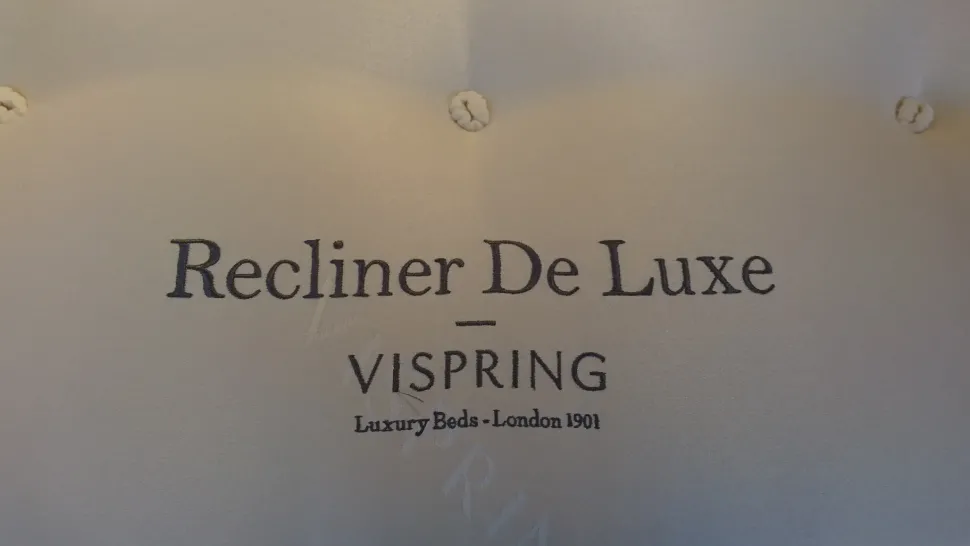 Recliner De Luxe
VISPRING
Luxury Beds - London 1901